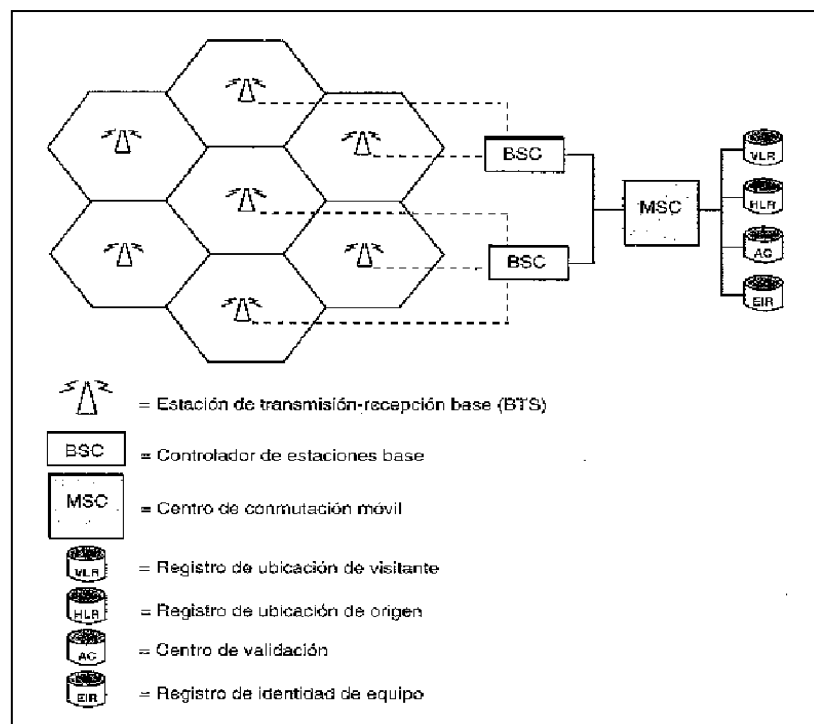 BSC
VLR
HLR
MSC
AC
BSC
EIR
= Estación de transmisión-recepción base (BTS)
BSC = Controlador de estaciones base
MSC = Centro de conmutación móvil
VLR = Registro de ubicación de visitante
HLR = Registro de ubicación de origen
AC = Centro de validación
EIR = Registro de identidad de equipo